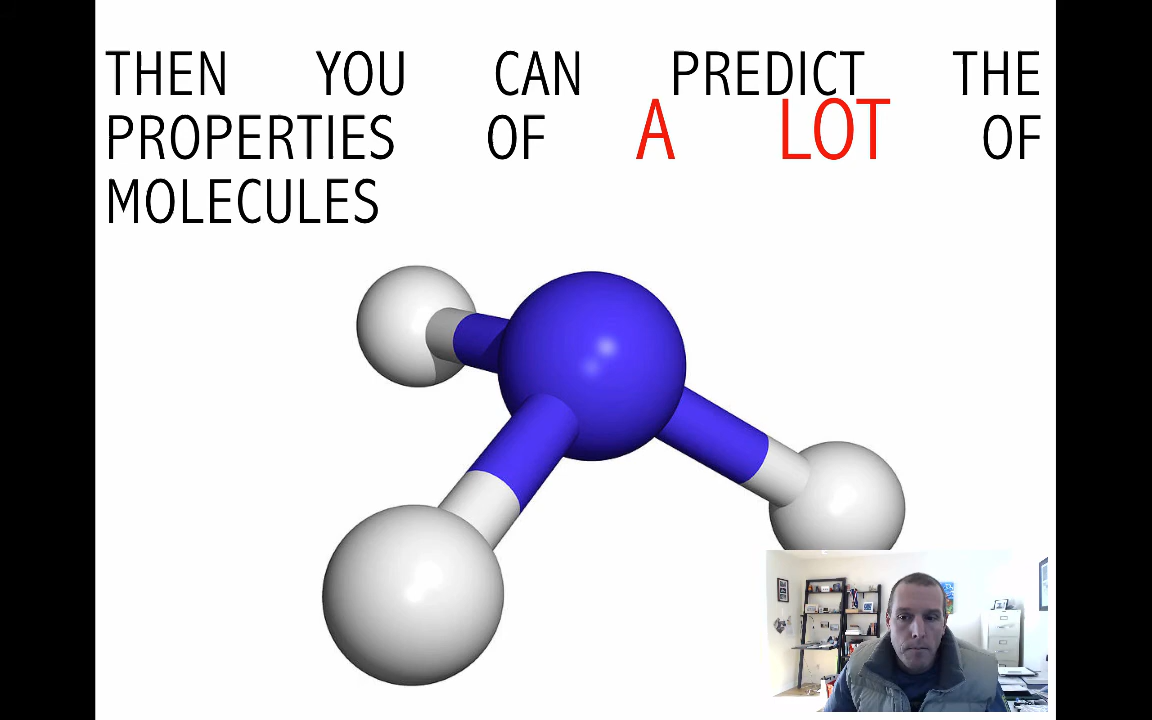 THEN YOU CAN PREDICT THE
PROPERTIES OF A LOT OF
MOLECULES